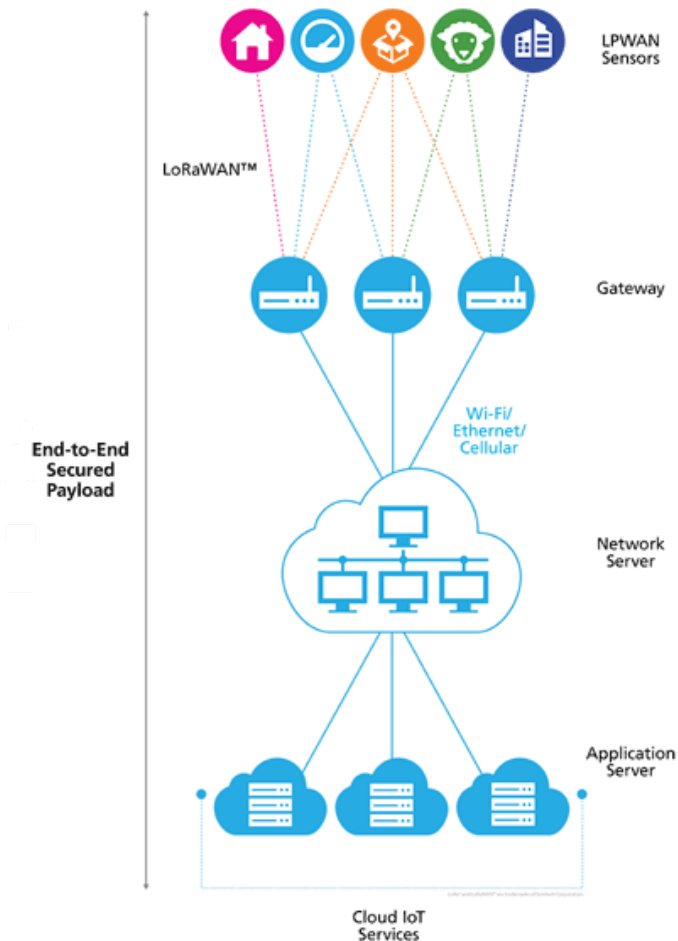 LPWAN
Sensors
LoRaWAN™
Gateway
Wi-Fi/
Ethernet/
Cellular
End-to-End
Secured
Payload
Network
Server
Application
Server
Cloud IoT
Services